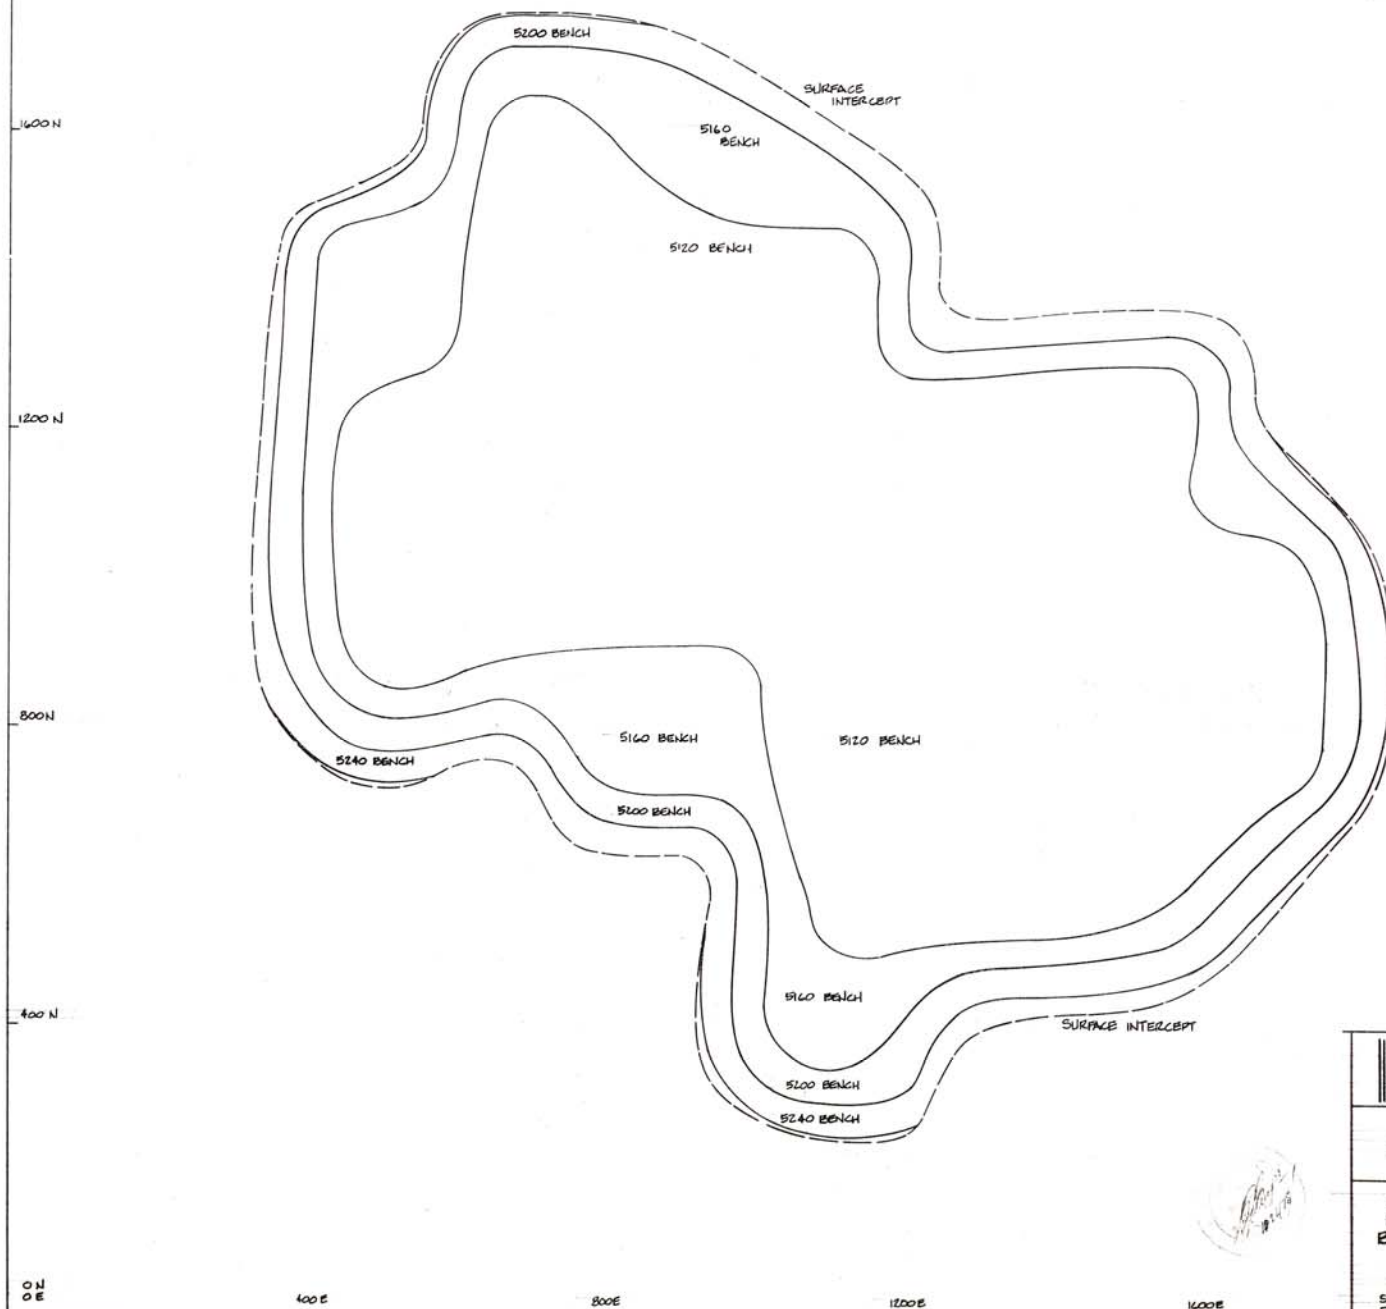 5200 BENCH
SURFACE
INTERCEPT
1600 N
5160
BENCH
5120 BENCH
1200 N
800N
5160 BENCH
5120 BENCH
5240 BENCH
5200 BENCH
5160 BENCH
400 N
SURFACE INTERCEPT
5200 BENCH
5240 BENCH
0 N
0 E
400E
800E
1200E
1600E